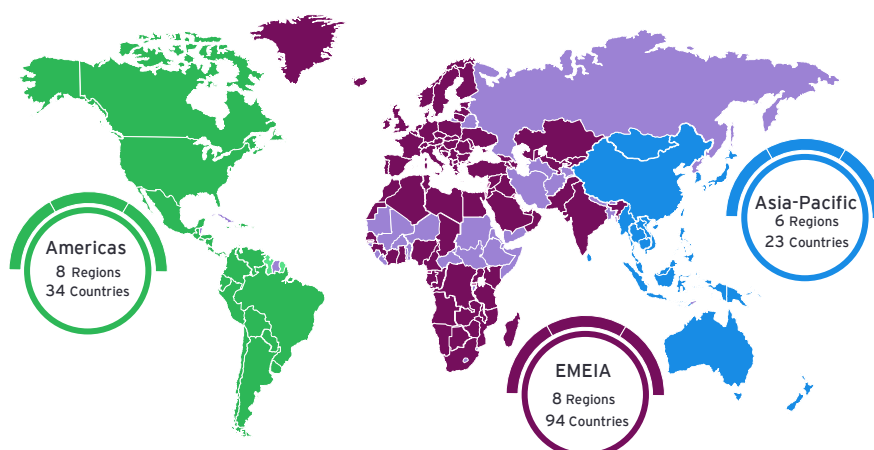 Americas
8 Regions
34 Countries
Asia-Pacific
6 Regions
23 Countries
EMEIA
8 Regions
94 Countries